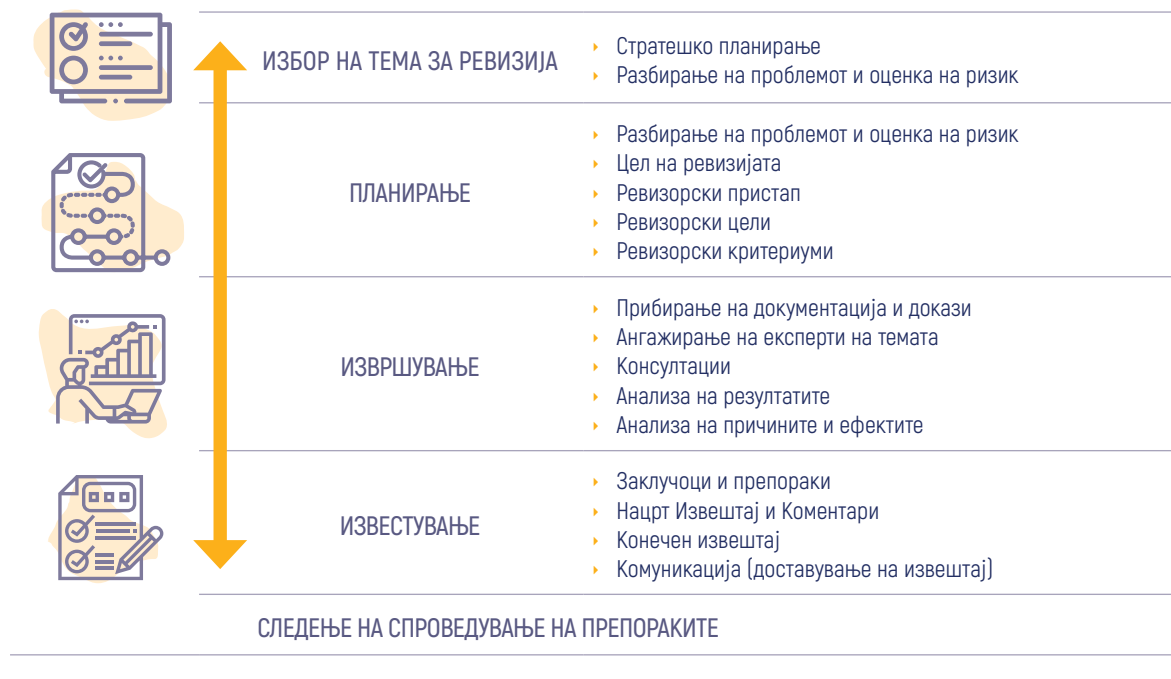 ИЗБОР НА ТЕМА ЗА РЕВИЗИЈА
Стратешко планирање
Разбирање на проблемот и оценка на ризик
ПЛАНИРАЊЕ
Разбирање на проблемот и оценка на ризик
Цел на ревизијата
Ревизорски пристап
Ревизорски цели
Ревизорски критериуми
ИЗВРШУВАЊЕ
Прибирање на документација и докази
Ангажирање на експерти на темата
Консултации
Анализа на резултатите
Анализа на причините и ефектите
ИЗВЕСТУВАЊЕ
Заклучоци и препораки
Нацрт Извештај и Коментари
Конечен извештај
Комуникација (доставување на извештај)
СЛЕДЕЊЕ НА СПРОВЕДУВАЊЕ НА ПРЕПОРАКИТЕ